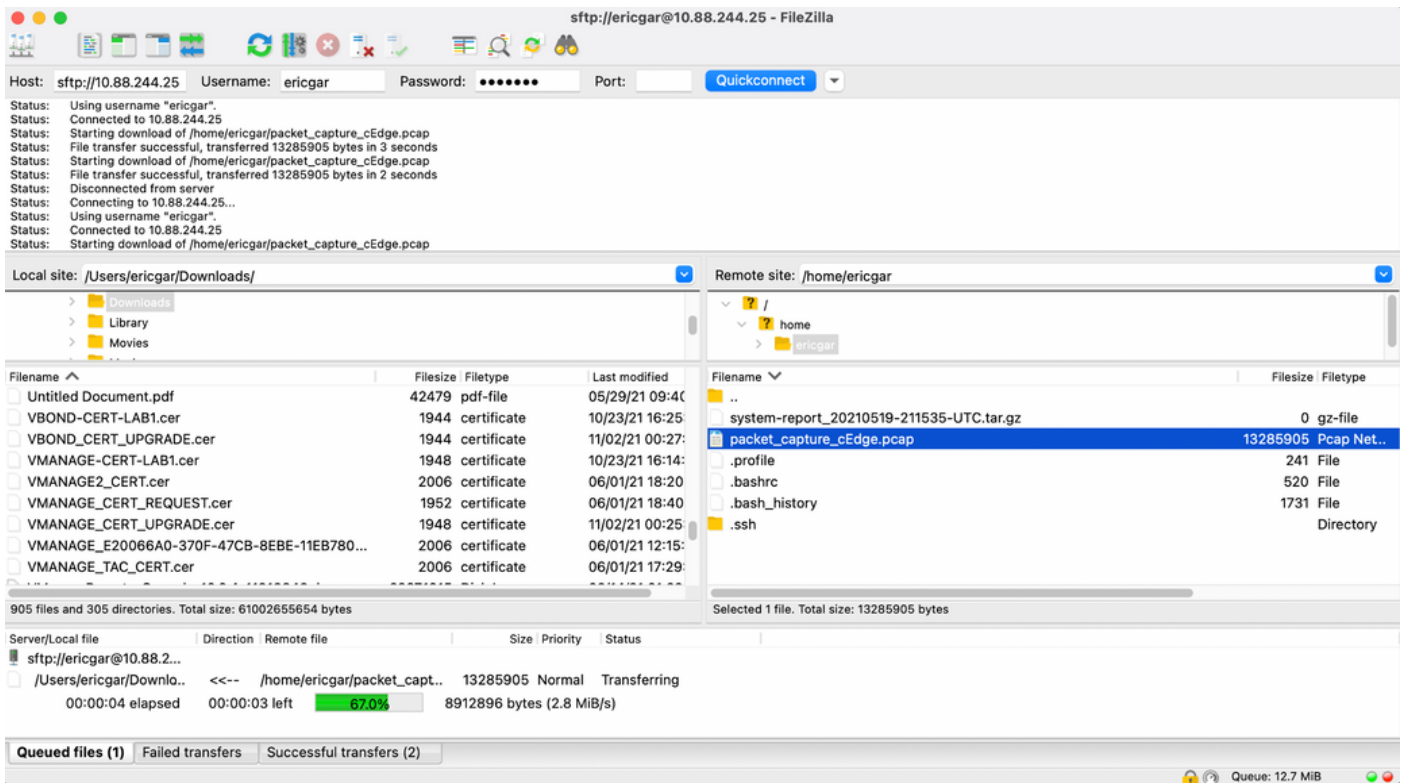 sftp://ericgar@10.88.244.25 - FileZilla
Host: sftp://10.88.244.25 Username: ericgar Password: ●●●●●●● Port: Quickconnect
Status: Using username "ericgar".
Status: Connected to 10.88.244.25
Status: Starting download of /home/ericgar/packet_capture_cEdge.pcap
Status: File transfer successful, transferred 13285905 bytes in 3 seconds
Status: Starting download of /home/ericgar/packet_capture_cEdge.pcap
Status: File transfer successful, transferred 13285905 bytes in 2 seconds
Status: Disconnected from server
Status: Connecting to 10.88.244.25...
Status: Using username "ericgar".
Status: Connected to 10.88.244.25
Status: Starting download of /home/ericgar/packet_capture_cEdge.pcap
Local site: /Users/ericgar/Downloads/
Downloads
Library
Movies
Filename Filesize Filetype Last modified
Untitled Document.pdf 42479 pdf-file 05/29/21 09:40
VBOND-CERT-LAB1.cer 1944 certificate 10/23/21 16:25
VBOND_CERT_UPGRADE.cer 1944 certificate 11/02/21 00:27:
VMANAGE-CERT-LAB1.cer 1948 certificate 10/23/21 16:14:
VMANAGE2_CERT.cer 2006 certificate 06/01/21 18:20
VMANAGE_CERT_REQUEST.cer 1952 certificate 06/01/21 18:40
VMANAGE_CERT_UPGRADE.cer 1948 certificate 11/02/21 00:25:
VMANAGE_E20066A0-370F-47CB-8EBE-11EB780... 2006 certificate 06/01/21 12:15:
VMANAGE_TAC_CERT.cer 2006 certificate 06/01/21 17:29:
905 files and 305 directories. Total size: 61002655654 bytes
Remote site: /home/ericgar
/
home
ericgar
Filename Filesize Filetype
..
system-report_20210519-211535-UTC.tar.gz 0 gz-file
packet_capture_cEdge.pcap 13285905 Pcap Net...
.profile 241 File
.bashrc 520 File
.bash_history 1731 File
.ssh Directory
Selected 1 file. Total size: 13285905 bytes
Server/Local file Direction Remote file Size Priority Status
sftp://ericgar@10.88.2...
/Users/ericgar/Downlo.. <<-- /home/ericgar/packet_capt... 13285905 Normal Transferring
00:00:04 elapsed 00:00:03 left 67.0% 8912896 bytes (2.8 MiB/s)
Queued files (1) Failed transfers Successful transfers (2)
Queue: 12.7 MiB